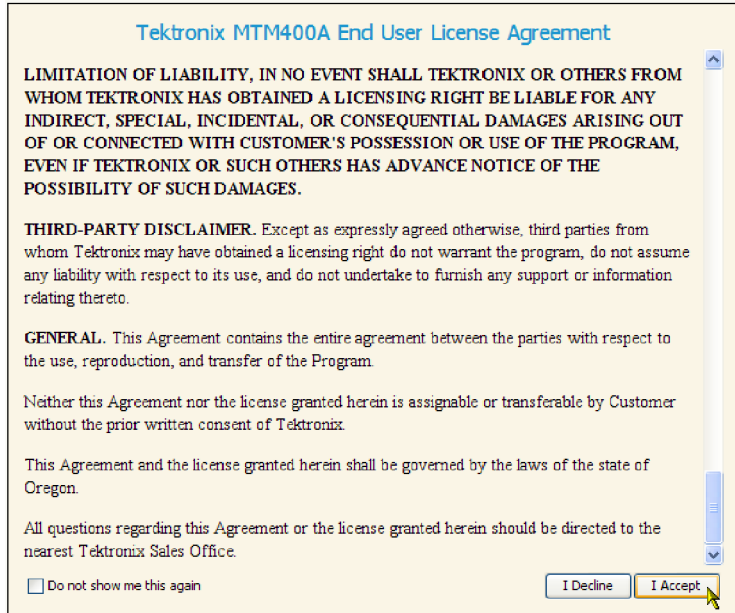 Tektronix MTM400A End User License Agreement
LIMITATION OF LIABILITY, IN NO EVENT SHALL TEKTRONIX OR OTHERS FROM
WHOM TEKTRONIX HAS OBTAINED A LICENSING RIGHT BE LIABLE FOR ANY
INDIRECT, SPECIAL, INCIDENTAL, OR CONSEQUENTIAL DAMAGES ARISING OUT
OF OR CONNECTED WITH CUSTOMER'S POSSESSION OR USE OF THE PROGRAM,
EVEN IF TEKTRONIX OR SUCH OTHERS HAS ADVANCE NOTICE OF THE
POSSIBILITY OF SUCH DAMAGES.
THIRD-PARTY DISCLAIMER. Except as expressly agreed otherwise, third parties from
whom Tektronix may have obtained a licensing right do not warrant the program, do not assume
any liability with respect to its use, and do not undertake to furnish any support or information
relating thereto.
GENERAL. This Agreement contains the entire agreement between the parties with respect to
the use, reproduction, and transfer of the Program.
Neither this Agreement nor the license granted herein is assignable or transferable by Customer
without the prior written consent of Tektronix.
This Agreement and the license granted herein shall be governed by the laws of the state of
Oregon.
All questions regarding this Agreement or the license granted herein should be directed to the
nearest Tektronix Sales Office.
Do not show me this again
I Decline
I Accept